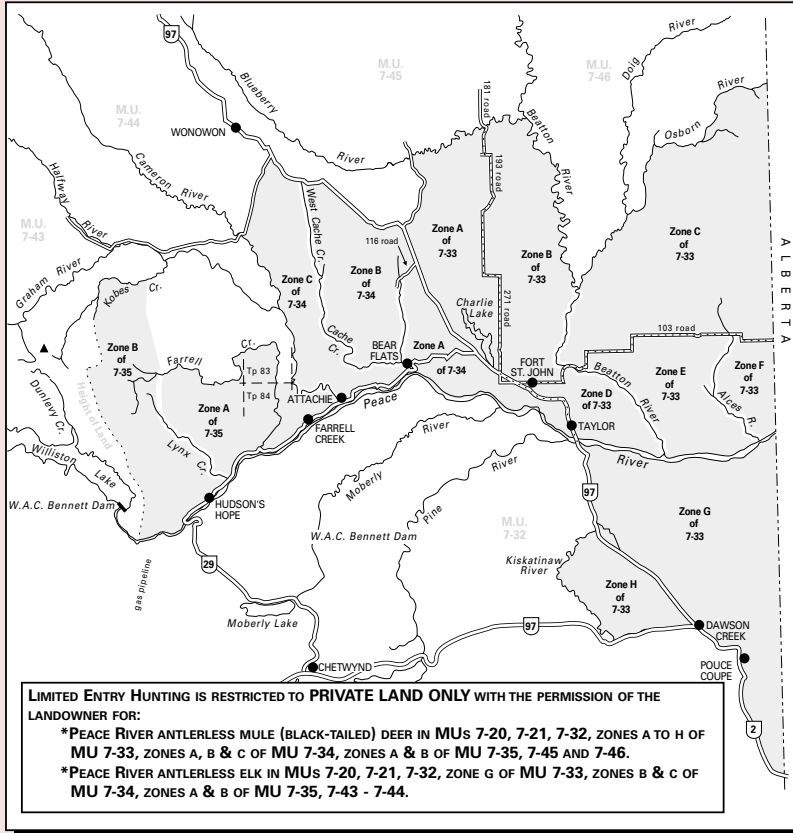 97
M.U.
7-45
M.U.
7-46
Doig
River
River
Osborn
Blueberry
River
M.U.
7-44
WONOWON
Cameron
River
Halfway
River
M.U.
7-43
Graham River
Kobes Cr.
181 road
193 road
271 road
Beatton
River
Zone A
of
7-33
Zone B
of
7-33
Zone C
of
7-33
A L B E R T A
West Cache Cr.
116 road
Zone C
of
7-34
Zone B
of
7-34
Charlie
Lake
Cache
Cr.
BEAR
FLATS
Zone A
of 7-34
FORT
ST. JOHN
103 road
Zone D
of 7-33
Beatton
River
Zone E
of
7-33
Alces R.
Zone F
of
7-33
Zone B
of
7-35
Farrell
Cr.
Tp 83
Tp 84
ATTACHIE
Peace
TAYLOR
River
Zone A
of
7-35
FARRELL
CREEK
Height of Land
Dunlevy Cr.
Williston
Lake
Lynx
Cr.
Moberly
River
Pine
River
W.A.C. Bennett Dam
HUDSON'S
HOPE
W.A.C. Bennett Dam
M.U.
7-32
97
Zone G
of
7-33
Kiskatinaw
River
Zone H
of
7-33
gas pipeline
29
Moberly Lake
97
DAWSON
CREEK
CHETWYND
POUCE
COUPE
2
LIMITED ENTRY HUNTING IS RESTRICTED TO PRIVATE LAND ONLY WITH THE PERMISSION OF THE
LANDOWNER FOR:
*PEACE RIVER ANTLERLESS MULE (BLACK-TAILED) DEER IN MUS 7-20, 7-21, 7-32, ZONES A TO H OF
MU 7-33, ZONES A, B & C OF MU 7-34, ZONES A & B OF MU 7-35, 7-45 AND 7-46.
*PEACE RIVER ANTLERLESS ELK IN MUS 7-20, 7-21, 7-32, ZONE G OF MU 7-33, ZONES B & C OF
MU 7-34, ZONES A & B OF MU 7-35, 7-43 - 7-44.